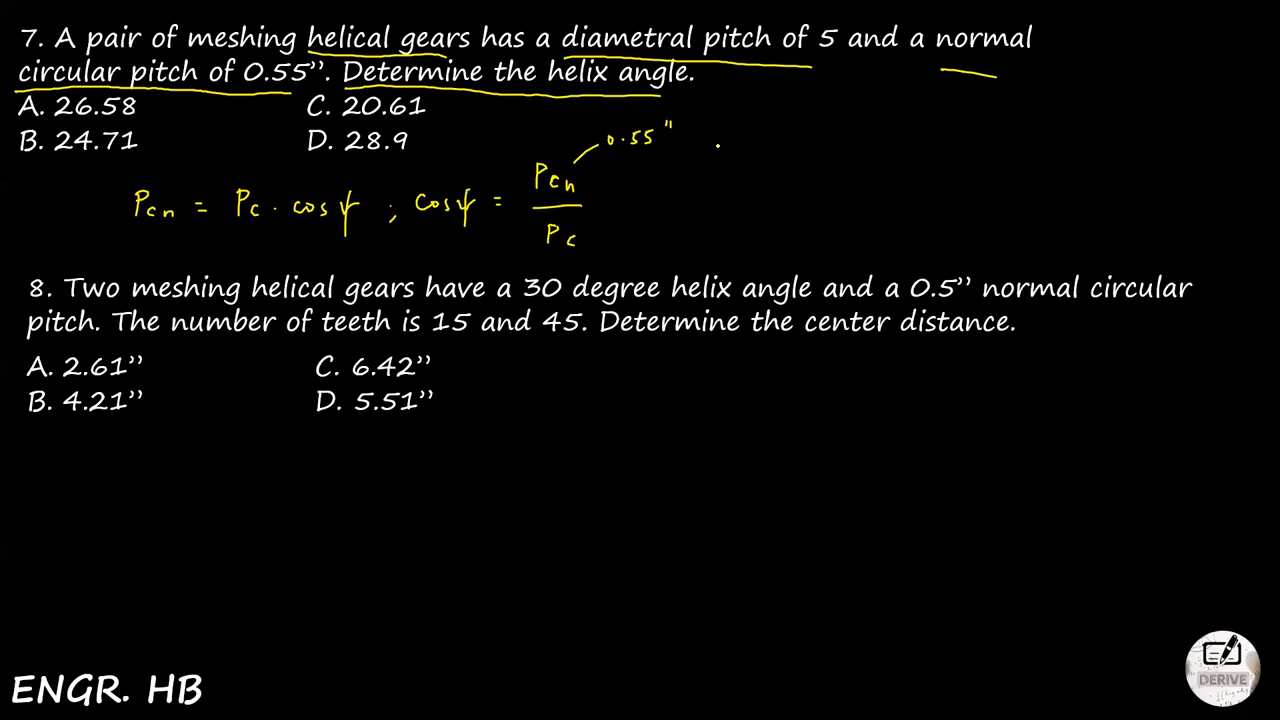 7. A pair of meshing helical gears has a diametral pitch of 5 and a normal
circular pitch of 0.55”. Determine the helix angle.
A. 26.58 C. 20.61
B. 24.71 D. 28.9
0.55"
Pcn = Pc . cosψ ; cosψ = Pcn / Pc
8. Two meshing helical gears have a 30 degree helix angle and a 0.5” normal circular
pitch. The number of teeth is 15 and 45. Determine the center distance.
A. 2.61” C. 6.42”
B. 4.21” D. 5.51”
ENGR. HB
DERIVE